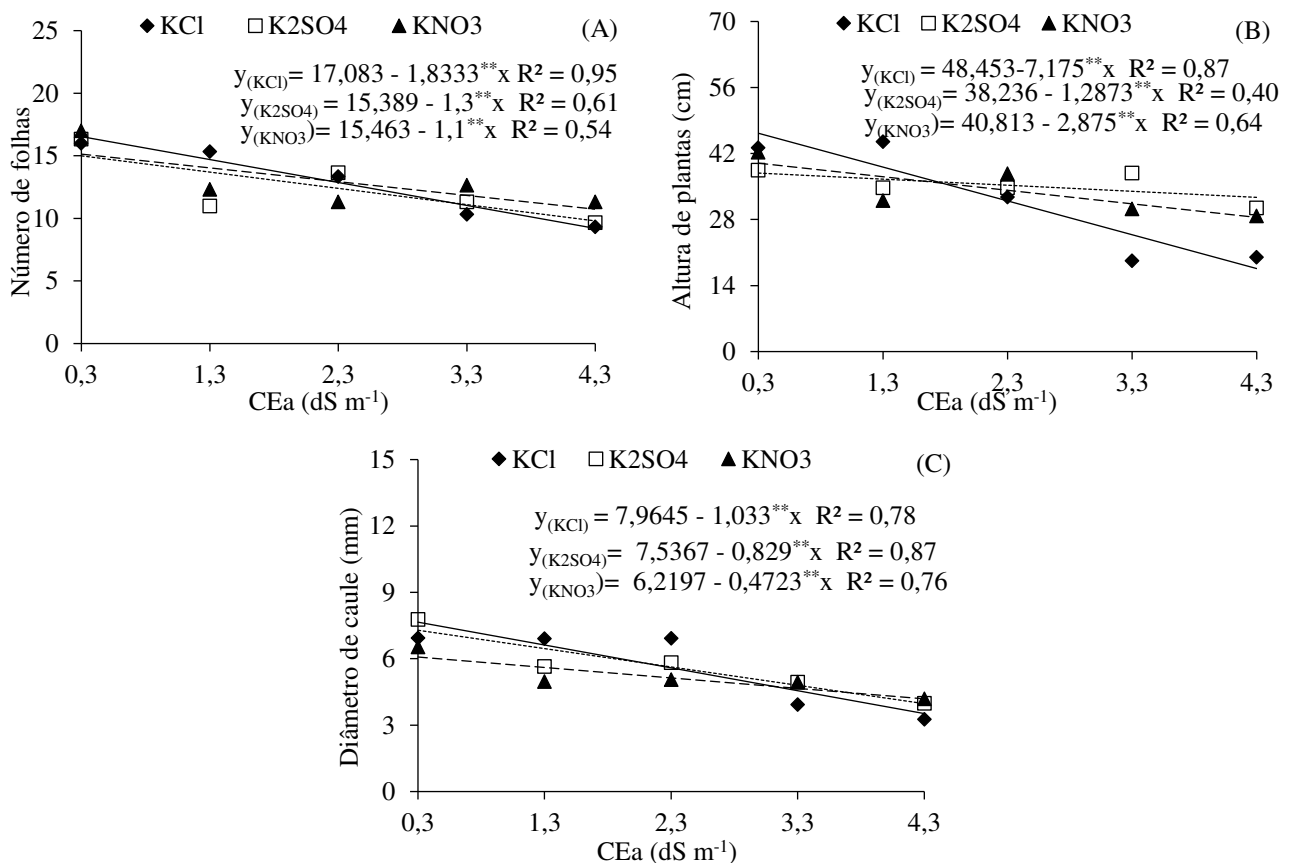 KCl K2SO4 KNO3 (A)
25
20
15
10
5
0
y(KCl)= 17,083 - 1,8333**x R² = 0,95
y(K2SO4)= 15,389 - 1,3**x R² = 0,61
y(KNO3)= 15,463 - 1,1**x R² = 0,54
Número de folhas
0,3 1,3 2,3 3,3 4,3
CEa (dS m-1)
KCl K2SO4 KNO3 (B)
70
56
42
28
14
0
y(KCl)= 48,453-7,175**x R² = 0,87
y(K2SO4)= 38,236 - 1,2873**x R² = 0,40
y(KNO3)= 40,813 - 2,875**x R² = 0,64
Altura de plantas (cm)
0,3 1,3 2,3 3,3 4,3
CEa (dS m-1)
KCl K2SO4 KNO3 (C)
15
12
9
6
3
0
y(KCl) = 7,9645 - 1,033**x R² = 0,78
y(K2SO4)= 7,5367 - 0,829**x R² = 0,87
y(KNO3)= 6,2197 - 0,4723**x R² = 0,76
Diâmetro de caule (mm)
0,3 1,3 2,3 3,3 4,3
CEa (dS m-1)